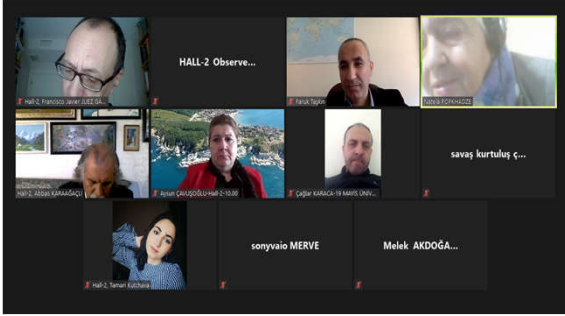 Hall-2, Francisco Javier JUEZ GA...
HALL-2 Observe...
Faruk Taşkın
Natela POPKHADZE
Hall-2, Abbas KARAAĞAÇLI
Aysun ÇAVUŞOĞLU-Hall-2-10.00
Çağlar KARACA-19 MAYIS ÜNİV...
savaş kurtuluş ç...
Hall-2, Tamari Kutchava
sonyvaio MERVE
Melek AKDOĞA...